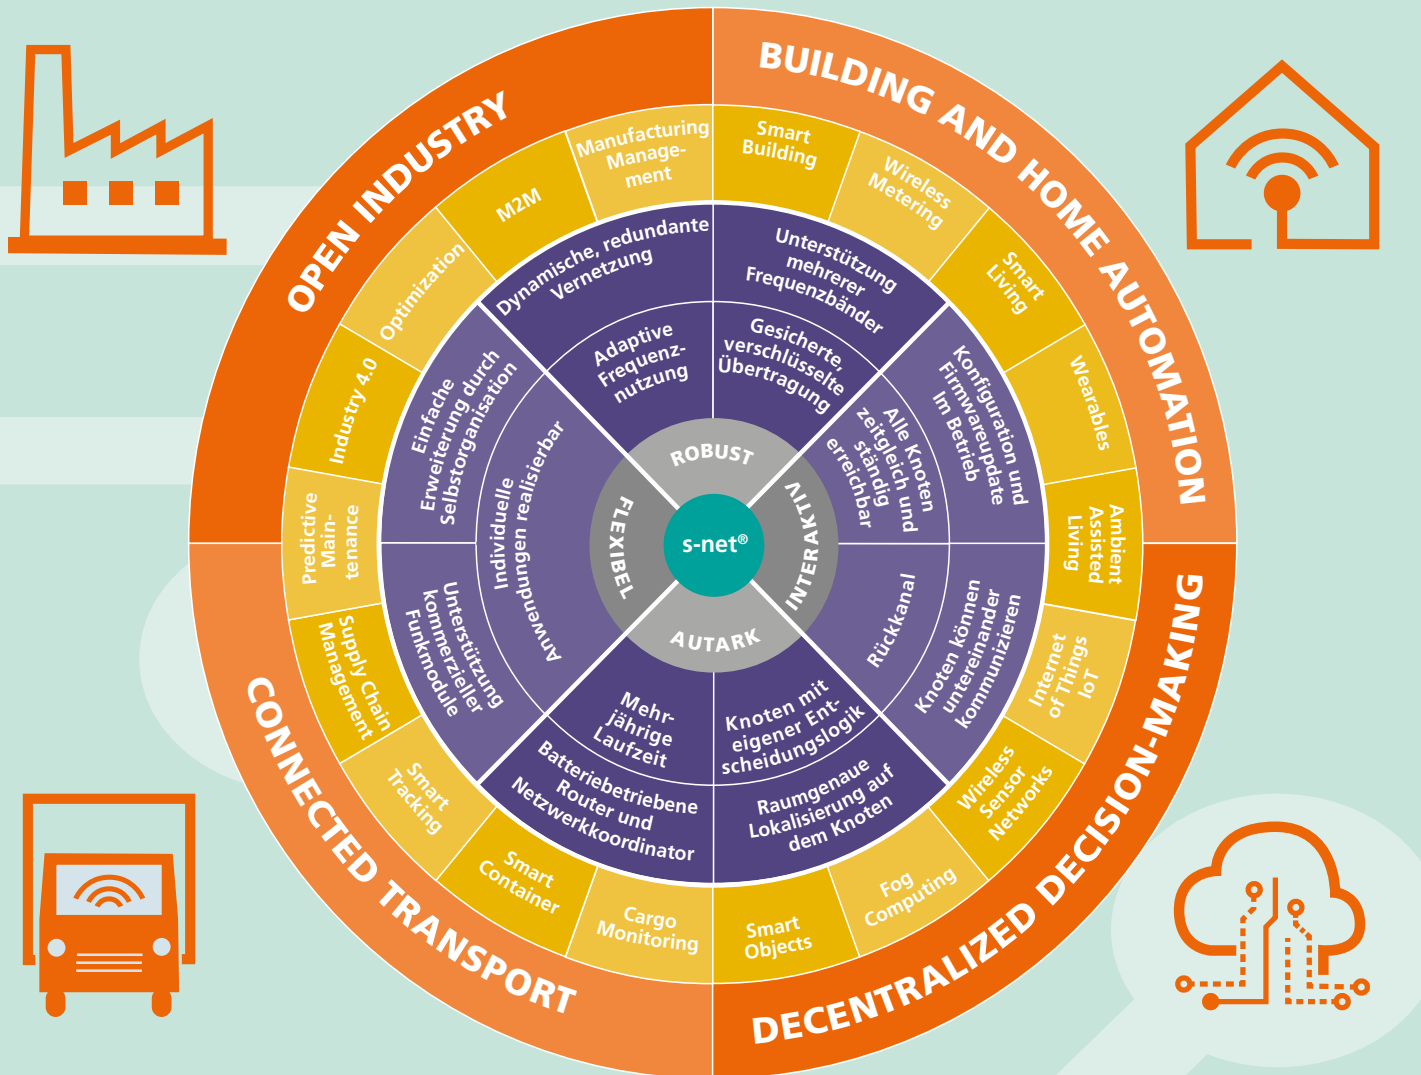 OPEN INDUSTRY
BUILDING AND HOME AUTOMATION
DECENTRALIZED DECISION-MAKING
CONNECTED TRANSPORT
Manufacturing
Manage-
ment
Smart
Building
Wireless
Metering
Smart
Living
Wearables
Ambient
Assisted
Living
Internet
of Things
IoT
Wireless
Sensor
Networks
Fog
Computing
Smart
Objects
Cargo
Monitoring
Smart
Container
Smart
Tracking
Supply Chain
Management
Predictive
Main-
tenance
Industry 4.0
Optimization
M2M
Dynamische, redundante
Vernetzung
Unterstützung
mehrerer
Frequenzbänder
Adaptive
Frequenz-
nutzung
Gesicherte,
verschlüsselte
Übertragung
Konfiguration und
Firmwareupdate
Im Betrieb
Alle Knoten
zeitgleich und
ständig
erreichbar
Rückkanal
Knoten können
untereinander
kommunizieren
Knoten mit
eigener Ent-
scheidungslogik
Raumgenaue
Lokalisierung auf
dem Knoten
Mehr-
jährige
Laufzeit
Batteriebetriebene
Router und
Netzwerkkoordinator
Unterstützung
kommerzieller
Funkmodule
Individuelle
Anwendungen realisierbar
Einfache
Erweiterung durch
Selbstorganisation
ROBUST
INTERAKTIV
AUTARK
FLEXIBEL
s-net®